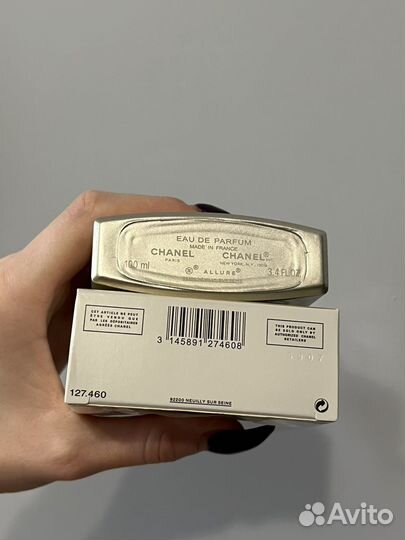 EAU DE PARFUM
MADE IN FRANCE
CHANEL CHANEL®
PARIS NEW YORK, N.Y. 10019
100 ml ® ALLURE® 3.4 FL.OZ.
CET ARTICLE NE PEUT
ÊTRE VENDU QUE
PAR LES DÉPOSITAIRES
AGRÉÉS CHANEL
THIS PRODUCT CAN
BE SOLD ONLY BY
AUTHORIZED CHANEL
RETAILERS
3 145891 274608
127.460
92200 NEUILLY SUR SEINE
Avito